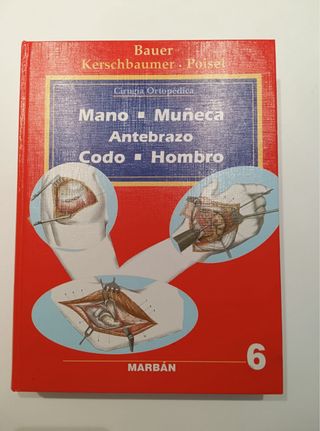 Bauer
Kerschbaumer · Poisel
Cirugía Ortopédica
Mano ▪ Muñeca
Antebrazo
Codo ▪ Hombro
MARBÁN
6